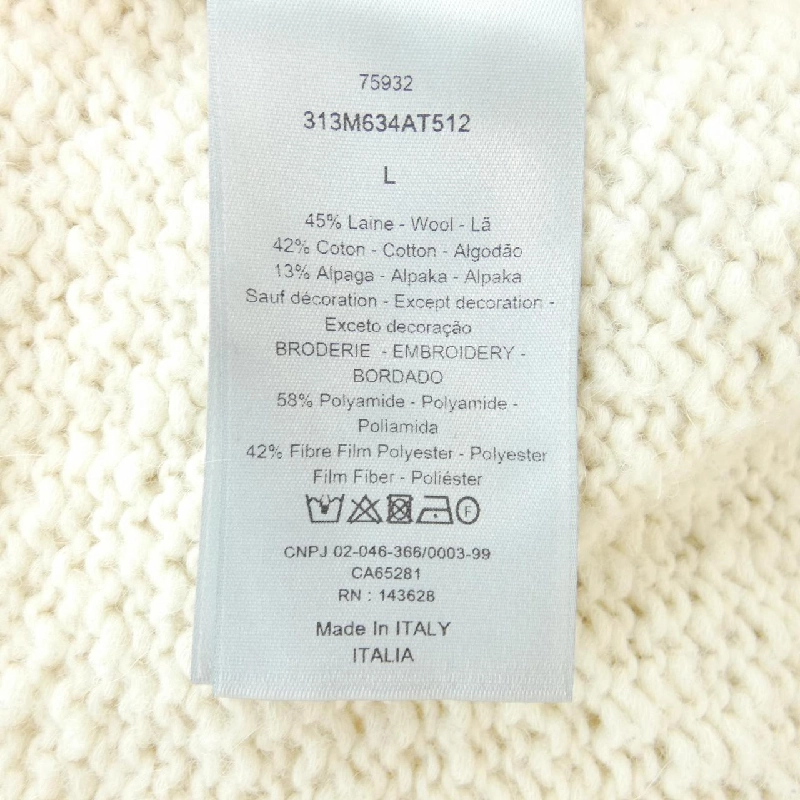 75932
313M634AT512
L
45% Laine - Wool - Lã
42% Coton - Cotton - Algodão
13% Alpaga - Alpaka - Alpaka
Sauf décoration - Except decoration -
Exceto decoração
BRODERIE - EMBROIDERY -
BORDADO
58% Polyamide - Polyamide -
Poliamida
42% Fibre Film Polyester - Polyester
Film Fiber - Poliéster
F
CNPJ 02-046-366/0003-99
CA65281
RN : 143628
Made In ITALY
ITALIA